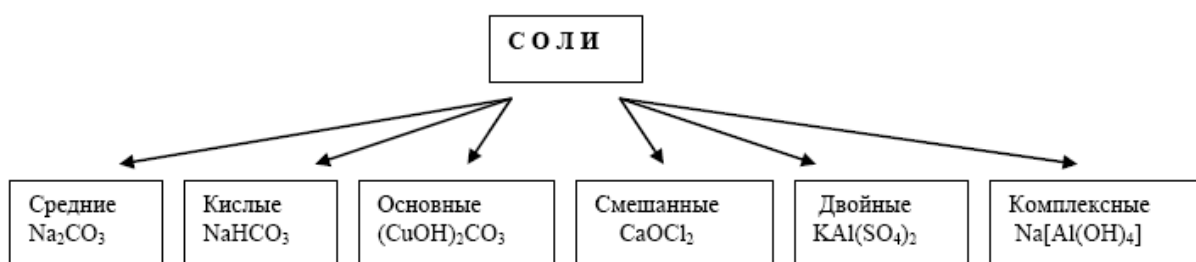 С О Л И
Средние
Na₂CO₃
Кислые
NaHCO₃
Основные
(CuOH)₂CO₃
Смешанные
CaOCl₂
Двойные
KAl(SO₄)₂
Комплексные
Na[Al(OH)₄]